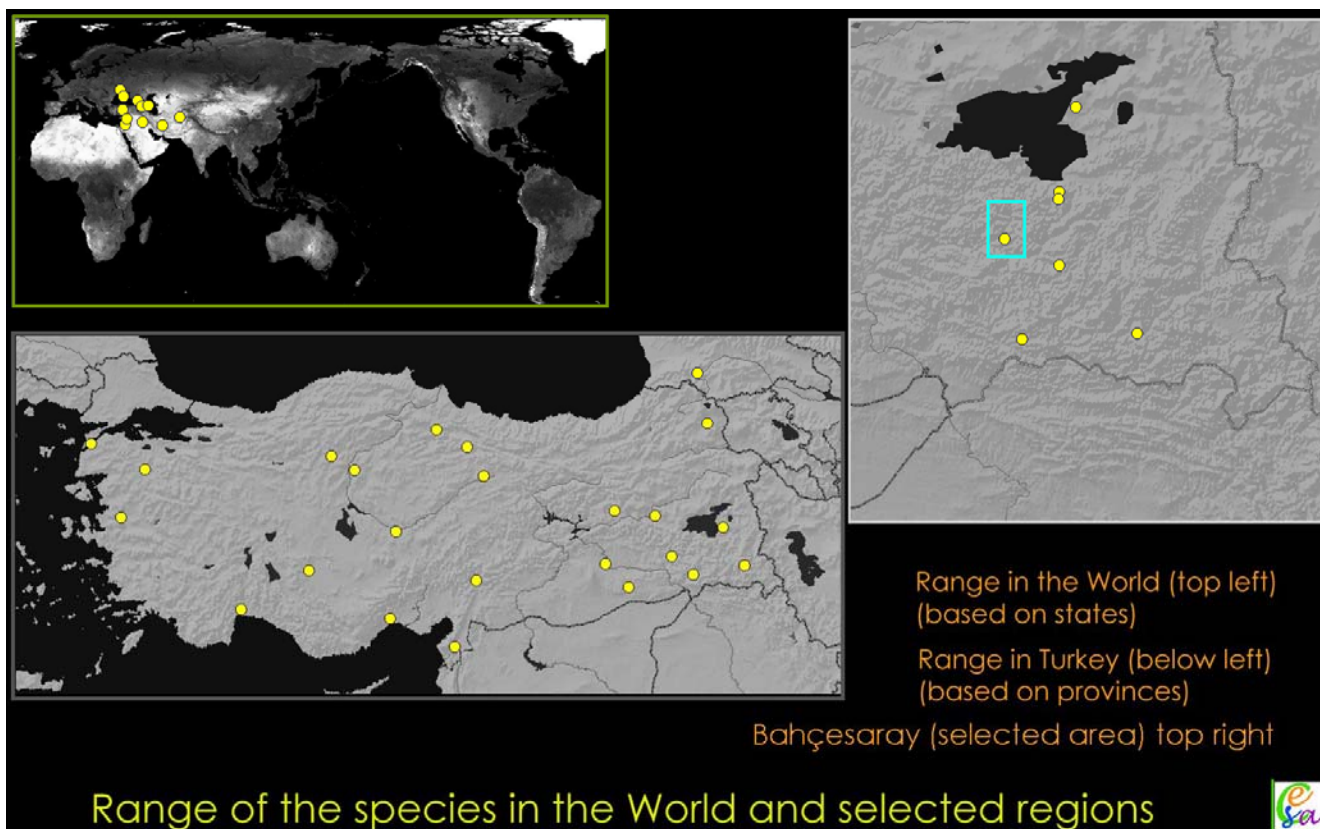 Range in the World (top left)
(based on states)
Range in Turkey (below left)
(based on provinces)
Bahçesaray (selected area) top right
Range of the species in the World and selected regions
esa